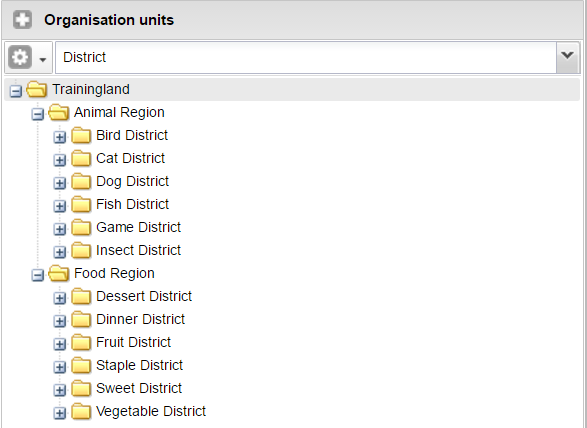 Organisation units
District
Trainingland
Animal Region
Bird District
Cat District
Dog District
Fish District
Game District
Insect District
Food Region
Dessert District
Dinner District
Fruit District
Staple District
Sweet District
Vegetable District